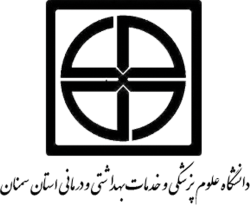 دانشگاه علوم پزشکی و خدمات بهداشتی و درمانی استان سمنان